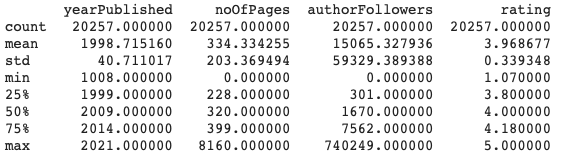 yearPublished noOfPages authorFollowers rating
count 20257.000000 20257.000000 20257.000000 20257.000000
mean 1998.715160 334.334255 15065.327936 3.968677
std 40.711017 203.369494 59329.389388 0.339348
min 1008.000000 0.000000 0.000000 1.070000
25% 1999.000000 228.000000 301.000000 3.800000
50% 2009.000000 320.000000 1670.000000 4.000000
75% 2014.000000 399.000000 7562.000000 4.180000
max 2021.000000 8160.000000 740249.000000 5.000000